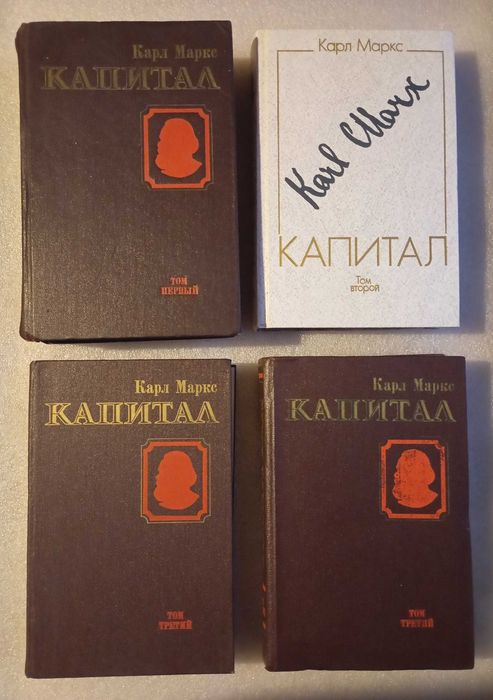 Карл Маркс
КАПИТАЛ
ТОМ
ПЕРВЫЙ
Карл Маркс
Karl Marx
КАПИТАЛ
Том
второй
Карл Маркс
КАПИТАЛ
ТОМ
ТРЕТИЙ
Карл Маркс
КАПИТАЛ
ТОМ
ТРЕТИЙ